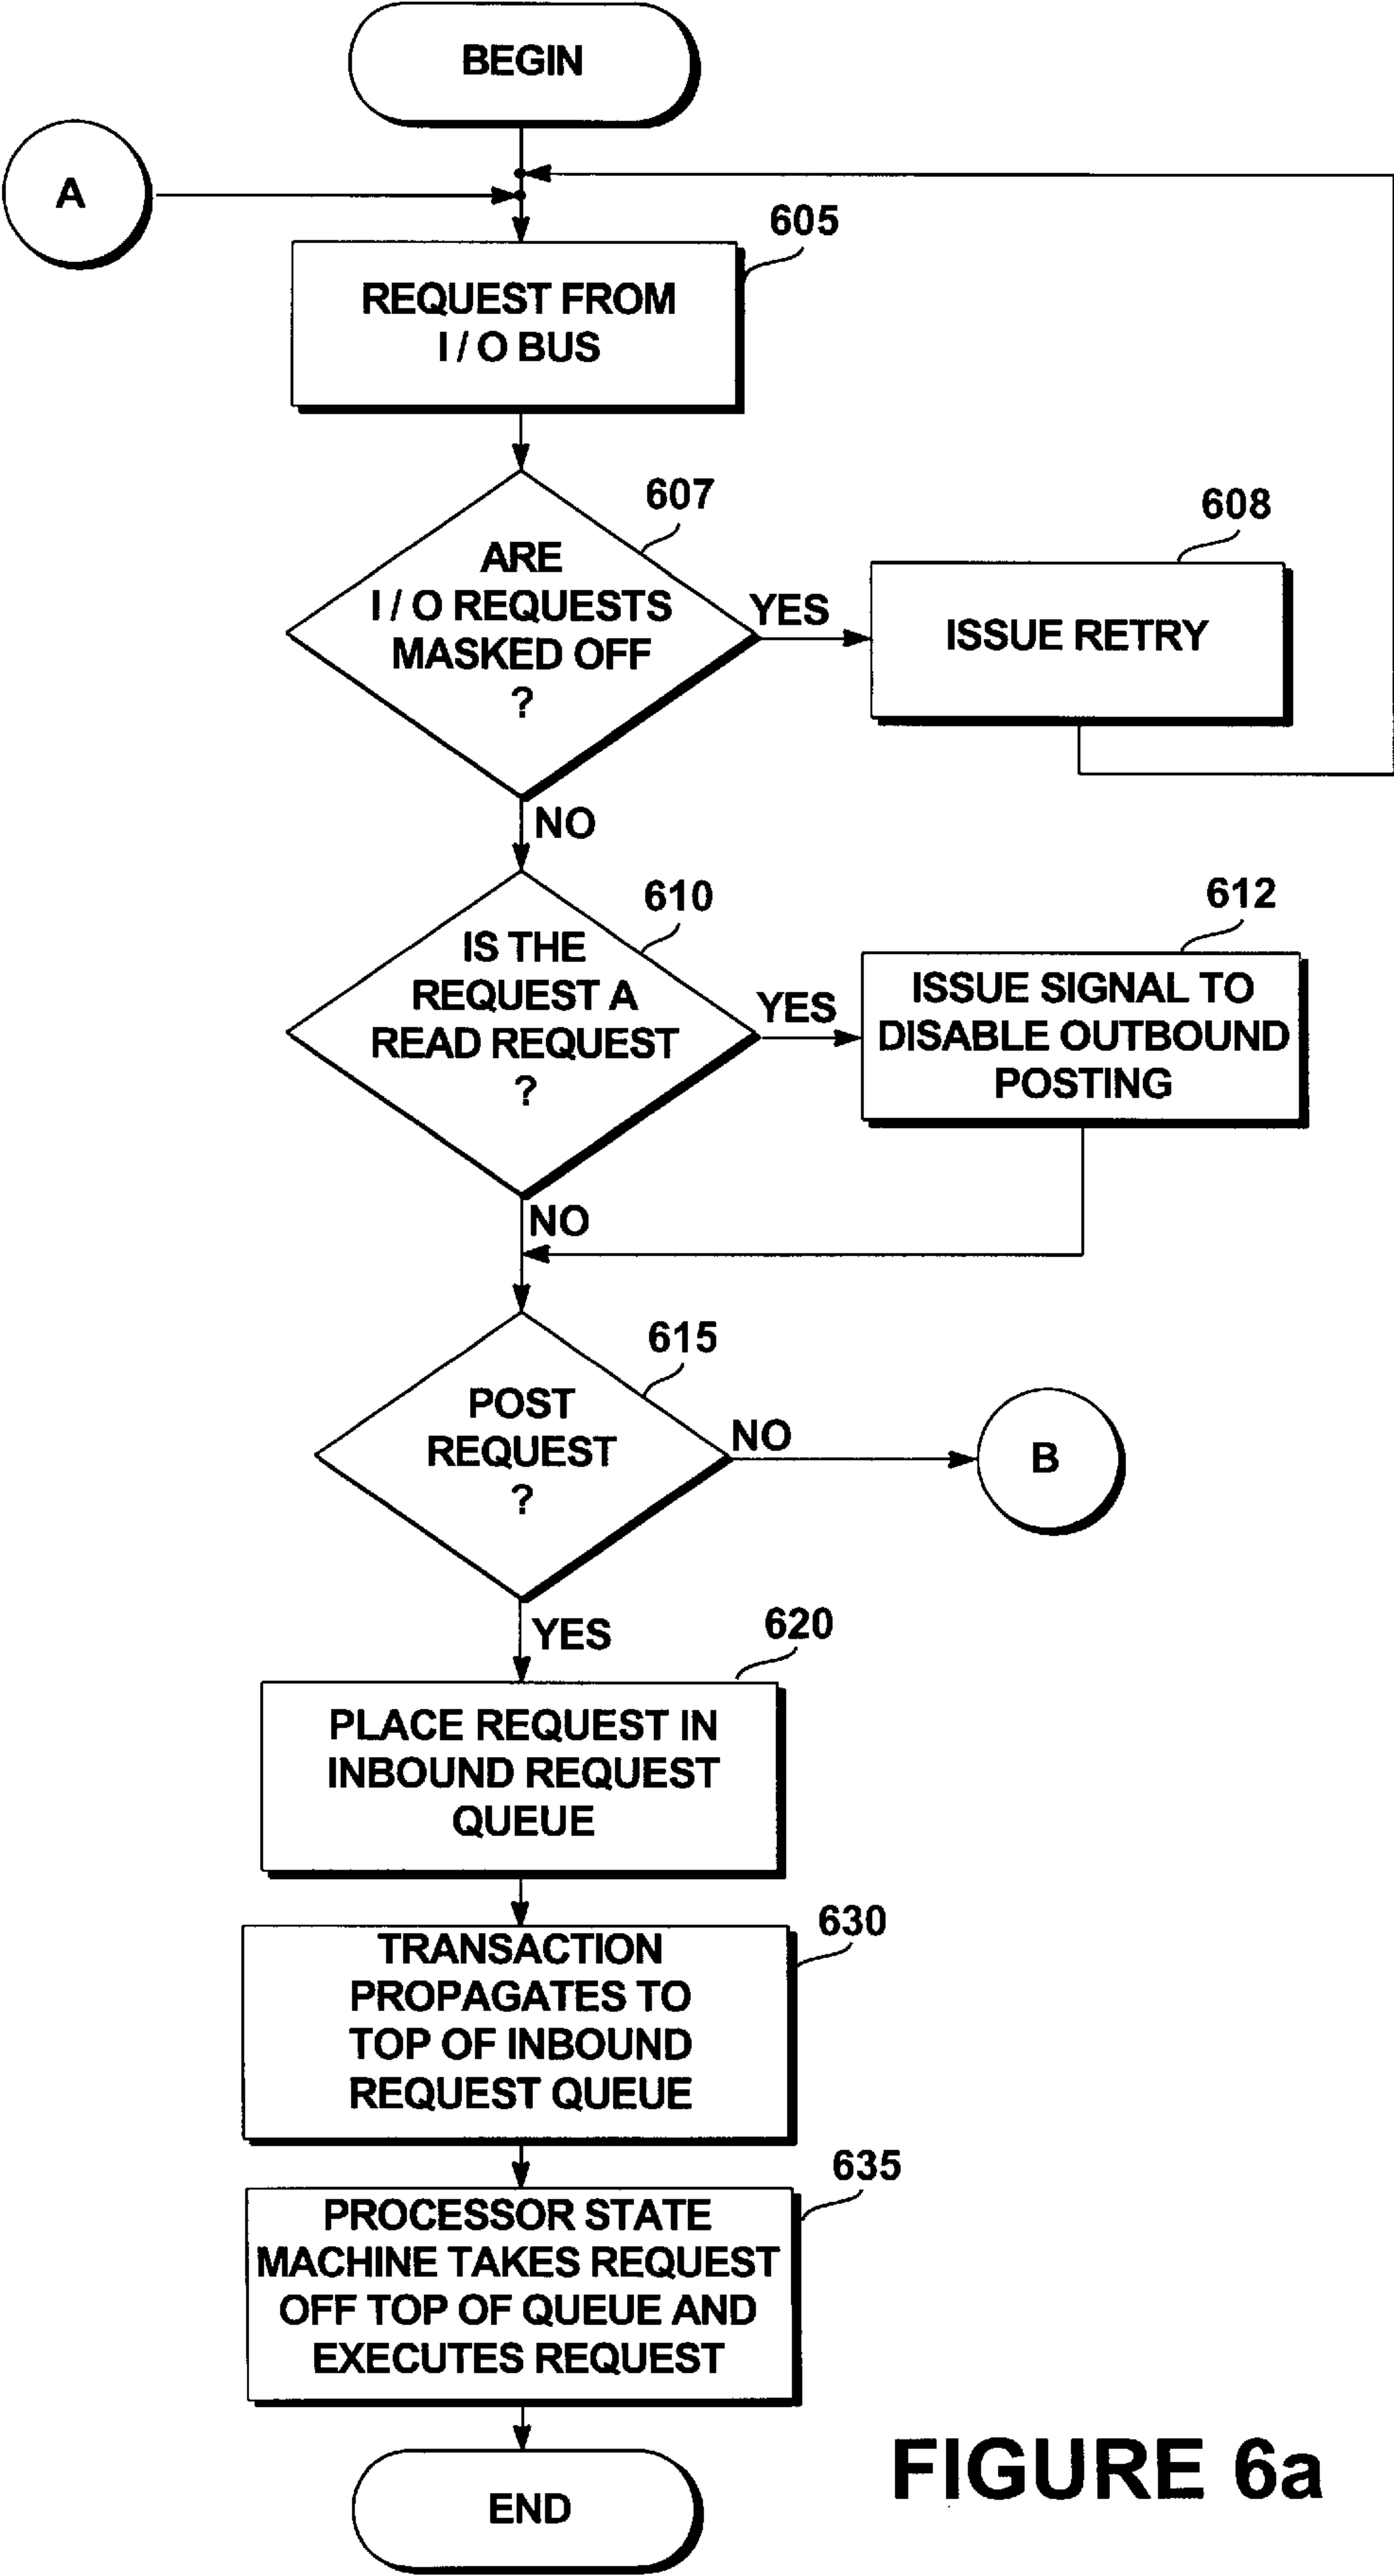 BEGIN
A
605
REQUEST FROM
I / O BUS
607
ARE
I / O REQUESTS
MASKED OFF
?
YES
608
ISSUE RETRY
NO
610
IS THE
REQUEST A
READ REQUEST
?
YES
612
ISSUE SIGNAL TO
DISABLE OUTBOUND
POSTING
NO
615
POST
REQUEST
?
NO
B
YES
620
PLACE REQUEST IN
INBOUND REQUEST
QUEUE
630
TRANSACTION
PROPAGATES TO
TOP OF INBOUND
REQUEST QUEUE
635
PROCESSOR STATE
MACHINE TAKES REQUEST
OFF TOP OF QUEUE AND
EXECUTES REQUEST
END
FIGURE 6a